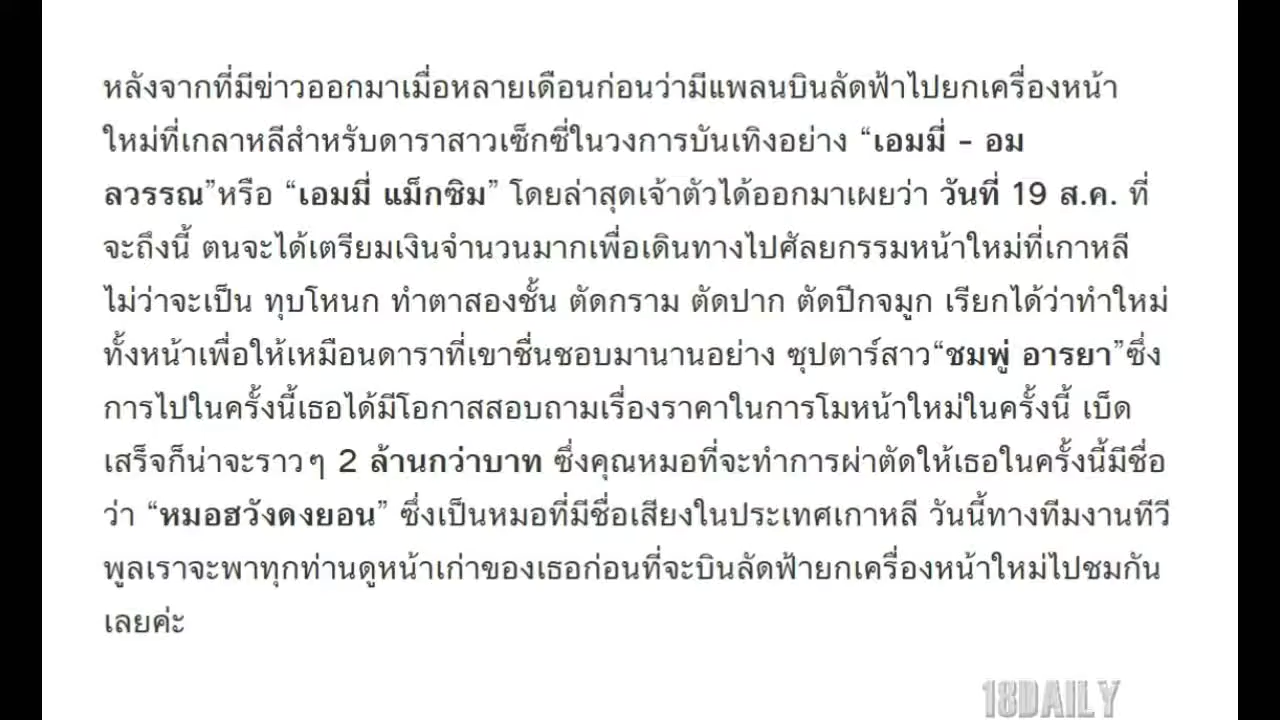 หลังจากที่มีข่าวออกมาเมื่อหลายเดือนก่อนว่ามีแพลนบินลัดฟ้าไปยกเครื่องหน้า
ใหม่ที่เกลาหลีสำหรับดาราสาวเซ็กซี่ในวงการบันเทิงอย่าง “เอมมี่ – อม
ลวรรณ”หรือ “เอมมี่ แม็กซิม” โดยล่าสุดเจ้าตัวได้ออกมาเผยว่า วันที่ 19 ส.ค. ที่
จะถึงนี้ ตนจะได้เตรียมเงินจำนวนมากเพื่อเดินทางไปศัลยกรรมหน้าใหม่ที่เกาหลี
ไม่ว่าจะเป็น ทุบโหนก ทำตาสองชั้น ตัดกราม ตัดปาก ตัดปีกจมูก เรียกได้ว่าทำใหม่
ทั้งหน้าเพื่อให้เหมือนดาราที่เขาชื่นชอบมานานอย่าง ซุปตาร์สาว“ชมพู่ อารยา”ซึ่ง
การไปในครั้งนี้เธอได้มีโอกาสสอบถามเรื่องราคาในการโมหน้าใหม่ในครั้งนี้ เบ็ด
เสร็จก็น่าจะราวๆ 2 ล้านกว่าบาท ซึ่งคุณหมอที่จะทำการผ่าตัดให้เธอในครั้งนี้มีชื่อ
ว่า “หมอฮวังดงยอน” ซึ่งเป็นหมอที่มีชื่อเสียงในประเทศเกาหลี วันนี้ทางทีมงานทีวี
พูลเราจะพาทุกท่านดูหน้าเก่าของเธอก่อนที่จะบินลัดฟ้ายกเครื่องหน้าใหม่ไปชมกัน
เลยค่ะ
18DAILY